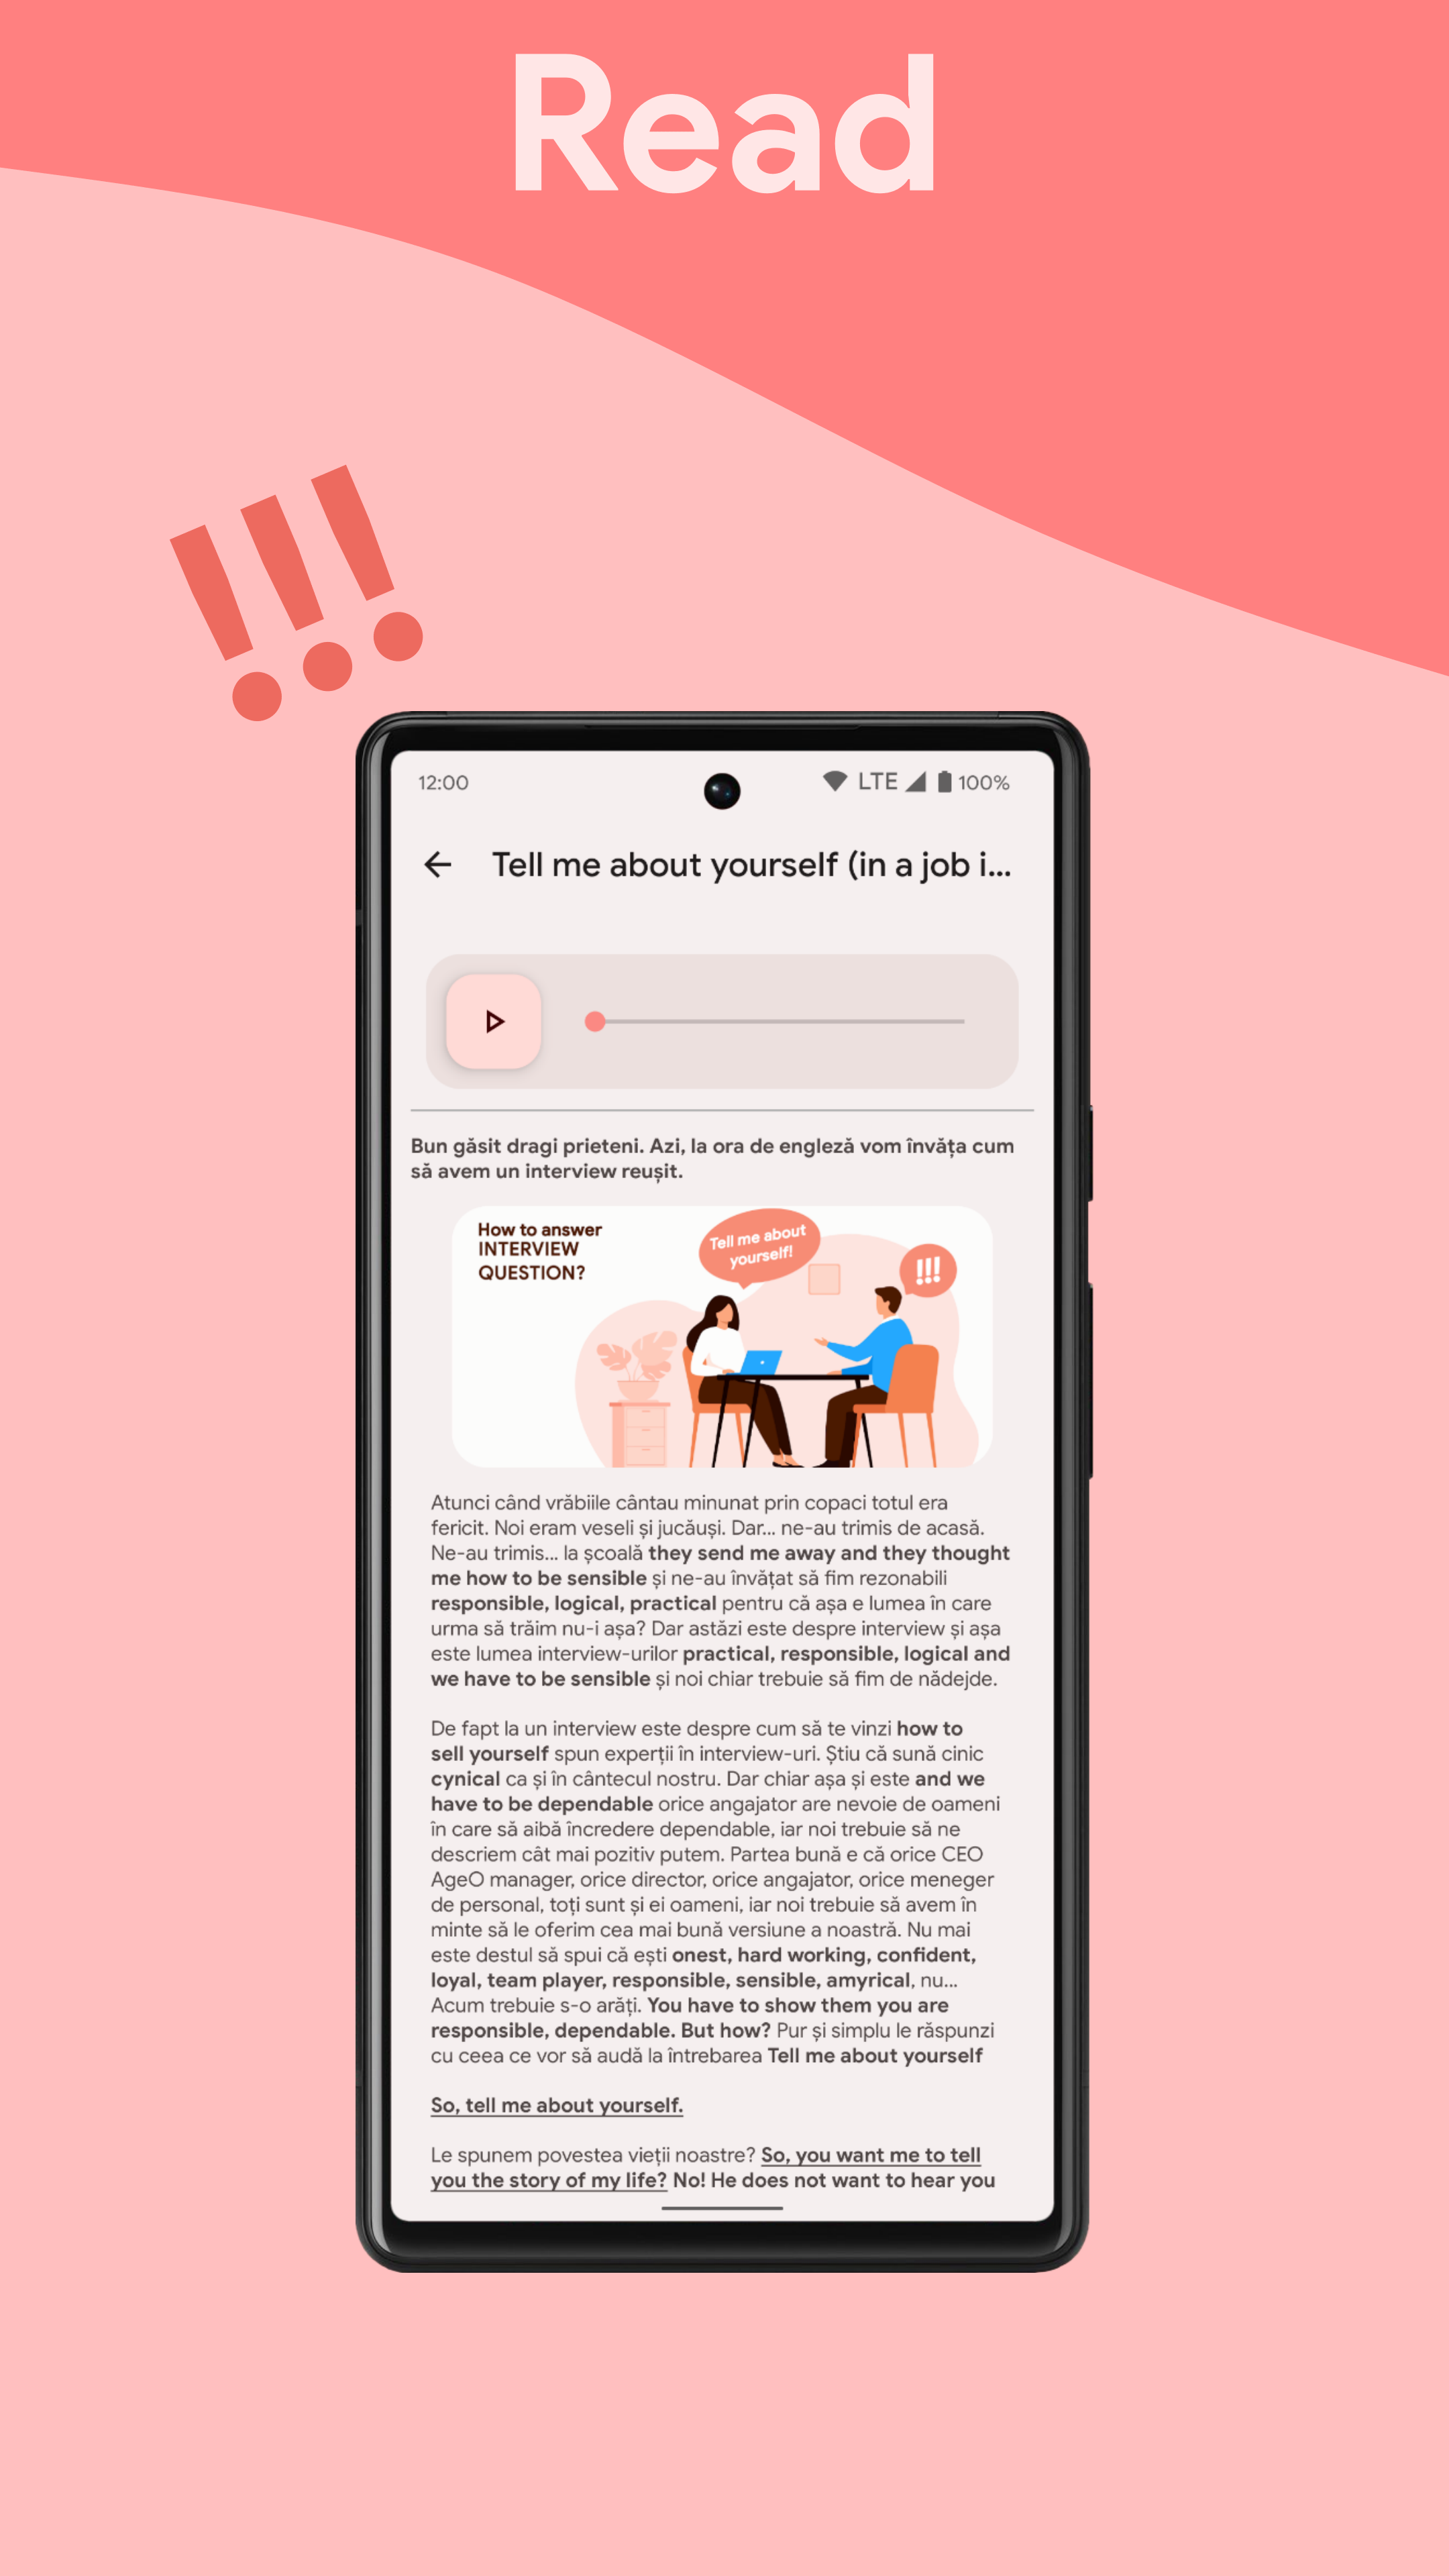 Read
!!!
12:00 LTE 100%
Tell me about yourself (in a job i...
Bun găsit dragi prieteni. Azi, la ora de engleză vom învăța cum
să avem un interview reușit.
How to answer
INTERVIEW
QUESTION?
Tell me about
yourself!
!!!
Atunci când vrăbiile cântau minunat prin copaci totul era
fericit. Noi eram veseli și jucăuși. Dar... ne-au trimis de acasă.
Ne-au trimis... la școală they send me away and they thought
me how to be sensible și ne-au învățat să fim rezonabili
responsible, logical, practical pentru că așa e lumea în care
urma să trăim nu-i așa? Dar astăzi este despre interview și așa
este lumea interview-urilor practical, responsible, logical and
we have to be sensible și noi chiar trebuie să fim de nădejde.
De fapt la un interview este despre cum să te vinzi how to
sell yourself spun experții în interview-uri. Știu că sună cinic
cynical ca și în cântecul nostru. Dar chiar așa și este and we
have to be dependable orice angajator are nevoie de oameni
în care să aibă încredere dependable, iar noi trebuie să ne
descriem cât mai pozitiv putem. Partea bună e că orice CEO
AgeO manager, orice director, orice angajator, orice meneger
de personal, toți sunt și ei oameni, iar noi trebuie să avem în
minte să le oferim cea mai bună versiune a noastră. Nu mai
este destul să spui că ești onest, hard working, confident,
loyal, team player, responsible, sensible, amyrical, nu...
Acum trebuie s-o arăți. You have to show them you are
responsible, dependable. But how? Pur și simplu le răspunzi
cu ceea ce vor să audă la întrebarea Tell me about yourself
So, tell me about yourself.
Le spunem povestea vieții noastre? So, you want me to tell
you the story of my life? No! He does not want to hear you